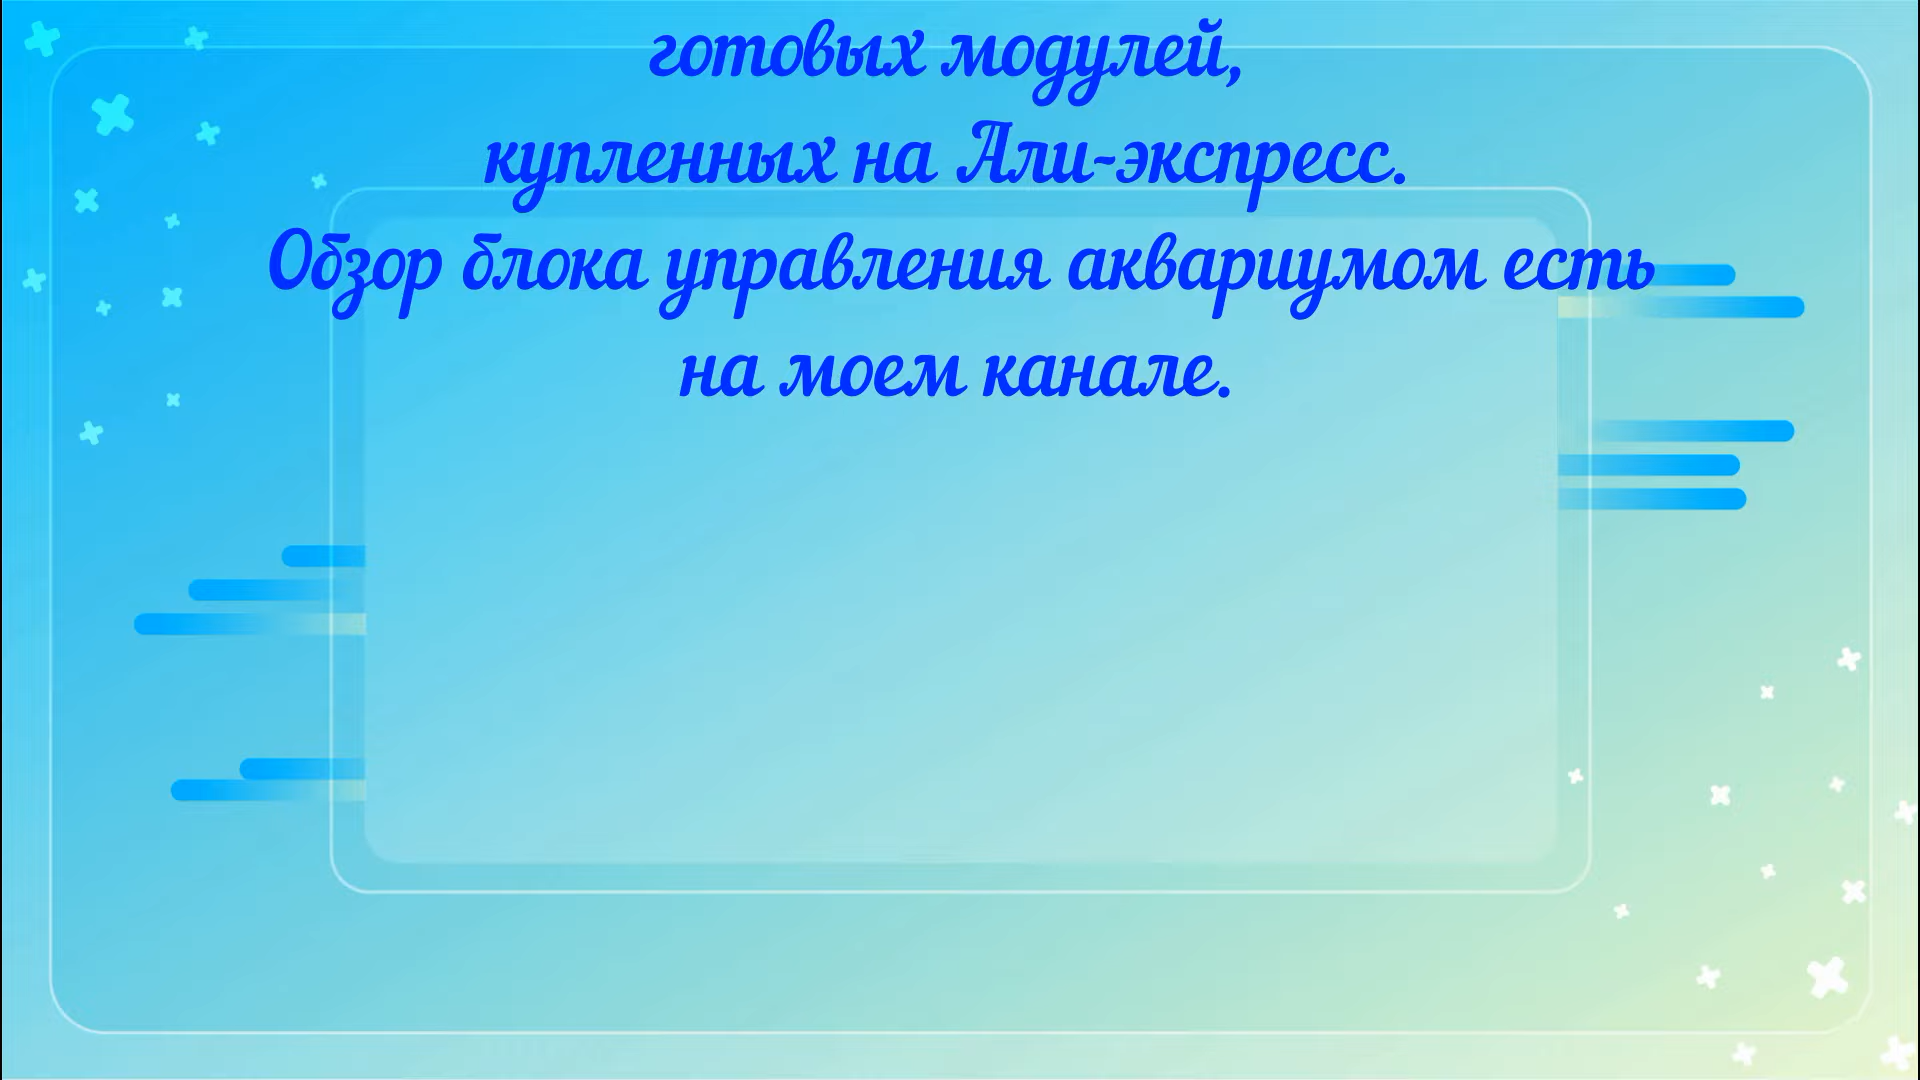 готовых модулей,
купленных на Али-экспресс.
Обзор блока управления аквариумом есть
на моем канале.